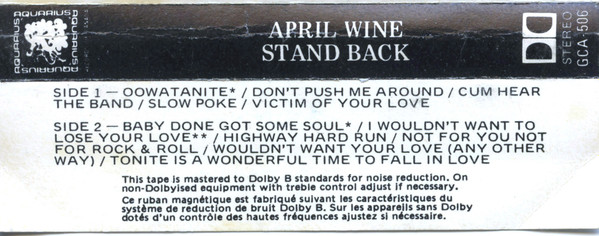 AQUARIUS
AQUARIUS
AQUARIUS
AQUARIUS
APRIL WINE
STAND BACK
STEREO
GCA-506
SIDE 1 — OOWATANITE* / DON'T PUSH ME AROUND / CUM HEAR
THE BAND / SLOW POKE / VICTIM OF YOUR LOVE
SIDE 2 – BABY DONE GOT SOME SOUL* / I WOULDN'T WANT TO
LOSE YOUR LOVE** / HIGHWAY HARD RUN / NOT FOR YOU NOT
FOR ROCK & ROLL / WOULDN'T WANT YOUR LOVE (ANY OTHER
WAY) / TONITE IS A WONDERFUL TIME TO FALL IN LOVE
This tape is mastered to Dolby B standards for noise reduction. On
non-Dolbyised equipment with treble control adjust if necessary.
Ce ruban magnétique est fabriqué suivant les caractéristiques du
système de reduction de bruit Dolby B. Sur les appareils sans Dolby
dotés d'un contrôle des hautes fréquences ajustez si nécessaire.